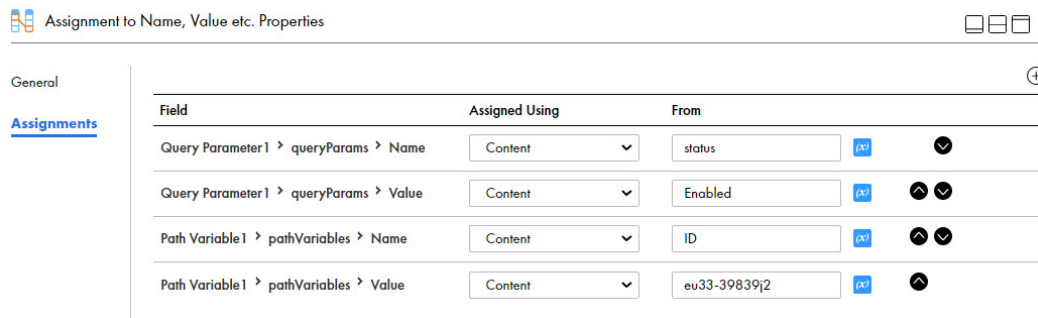 Assignment to Name, Value etc. Properties
General
Assignments
Field Assigned Using From
Query Parameter1 > queryParams > Name Content status (x)
Query Parameter1 > queryParams > Value Content Enabled (x)
Path Variable1 > pathVariables > Name Content ID (x)
Path Variable1 > pathVariables > Value Content eu33-39839j2 (x)